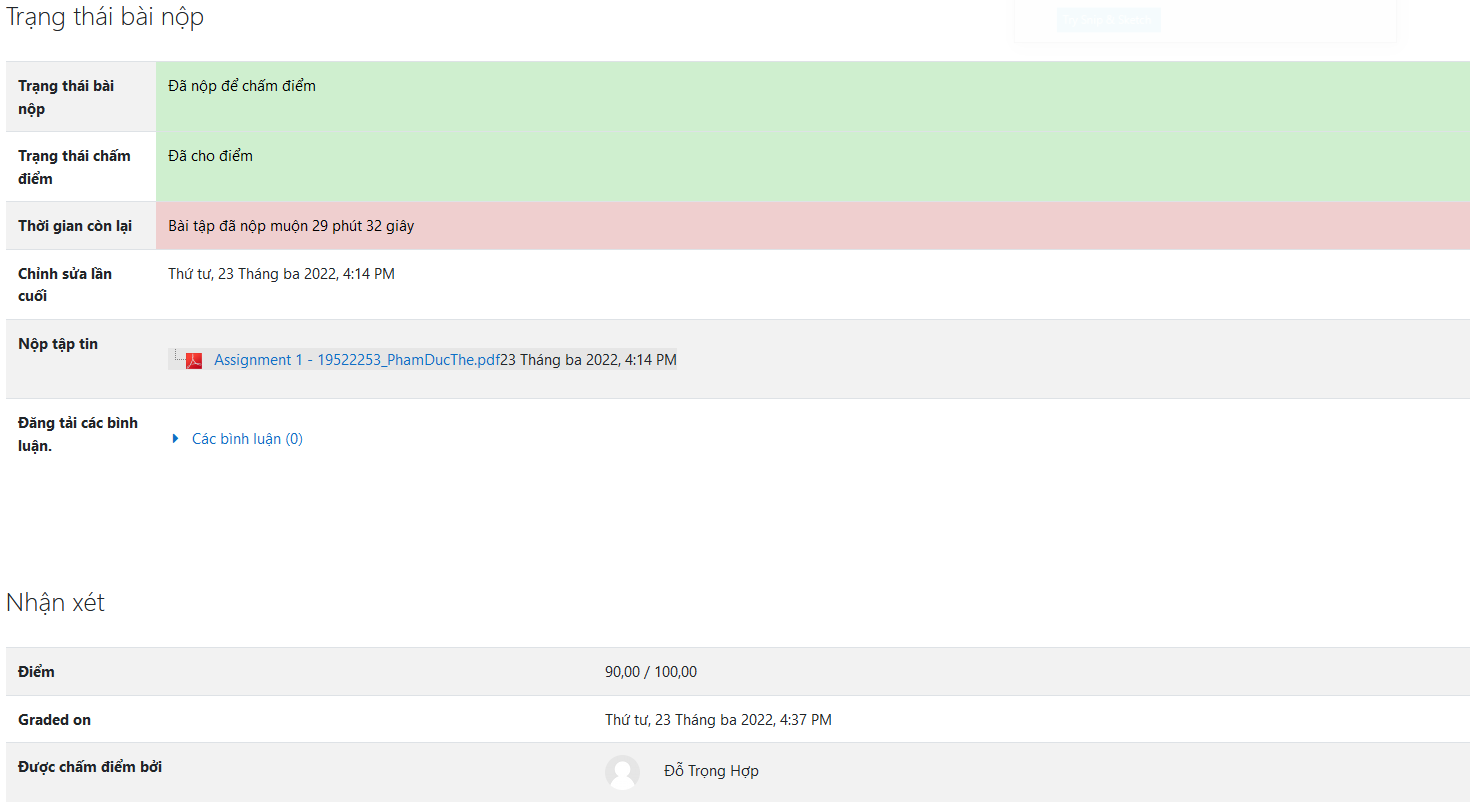 Trạng thái bài nộp
Trạng thái bài
nộp
Đã nộp để chấm điểm
Trạng thái chấm
điểm
Đã cho điểm
Thời gian còn lại
Bài tập đã nộp muộn 29 phút 32 giây
Chỉnh sửa lần
cuối
Thứ tư, 23 Tháng ba 2022, 4:14 PM
Nộp tập tin
Assignment 1 - 19522253_PhamDucThe.pdf23 Tháng ba 2022, 4:14 PM
Đăng tải các bình
luận.
Các bình luận (0)
Nhận xét
Điểm
90,00 / 100,00
Graded on
Thứ tư, 23 Tháng ba 2022, 4:37 PM
Được chấm điểm bởi
Đỗ Trọng Hợp